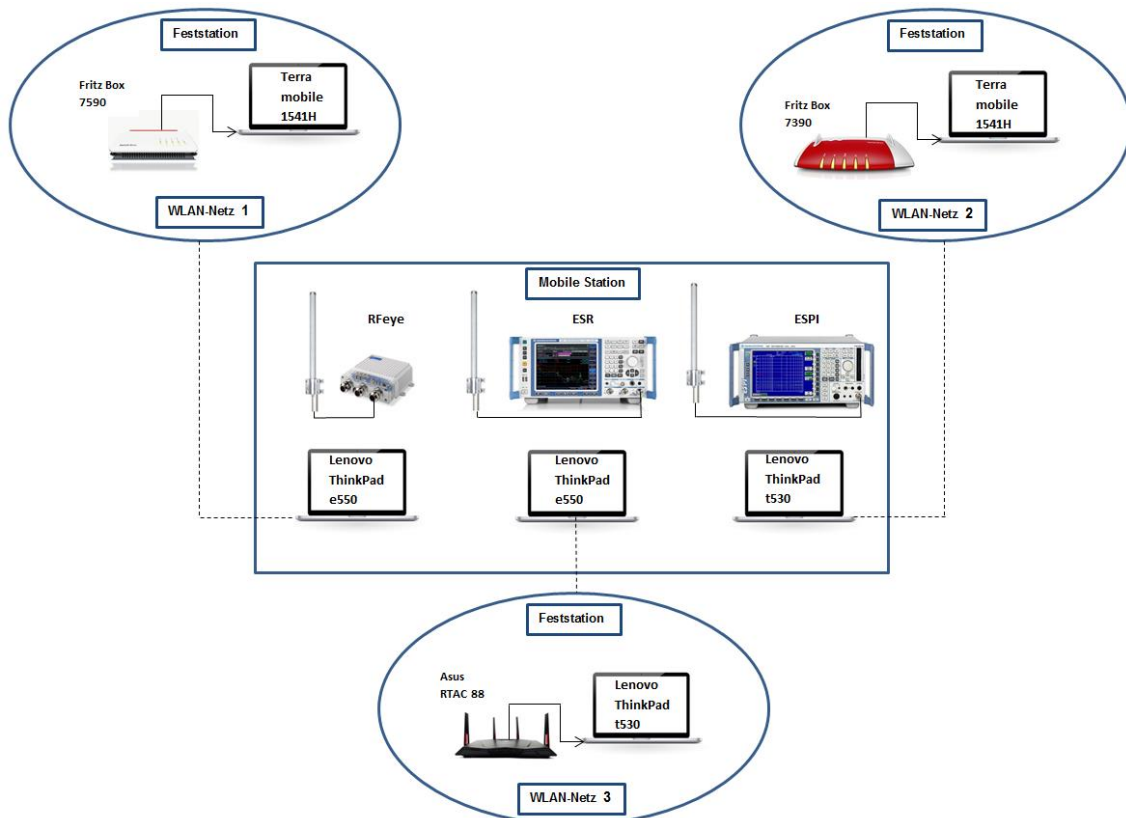 Feststation
Fritz Box
7590
Terra
mobile
1541H
WLAN-Netz 1
Feststation
Fritz Box
7390
Terra
mobile
1541H
WLAN-Netz 2
Mobile Station
RFeye
ESR
ESPI
Lenovo
ThinkPad
e550
Lenovo
ThinkPad
e550
Lenovo
ThinkPad
t530
Feststation
Asus
RTAC 88
Lenovo
ThinkPad
t530
WLAN-Netz 3